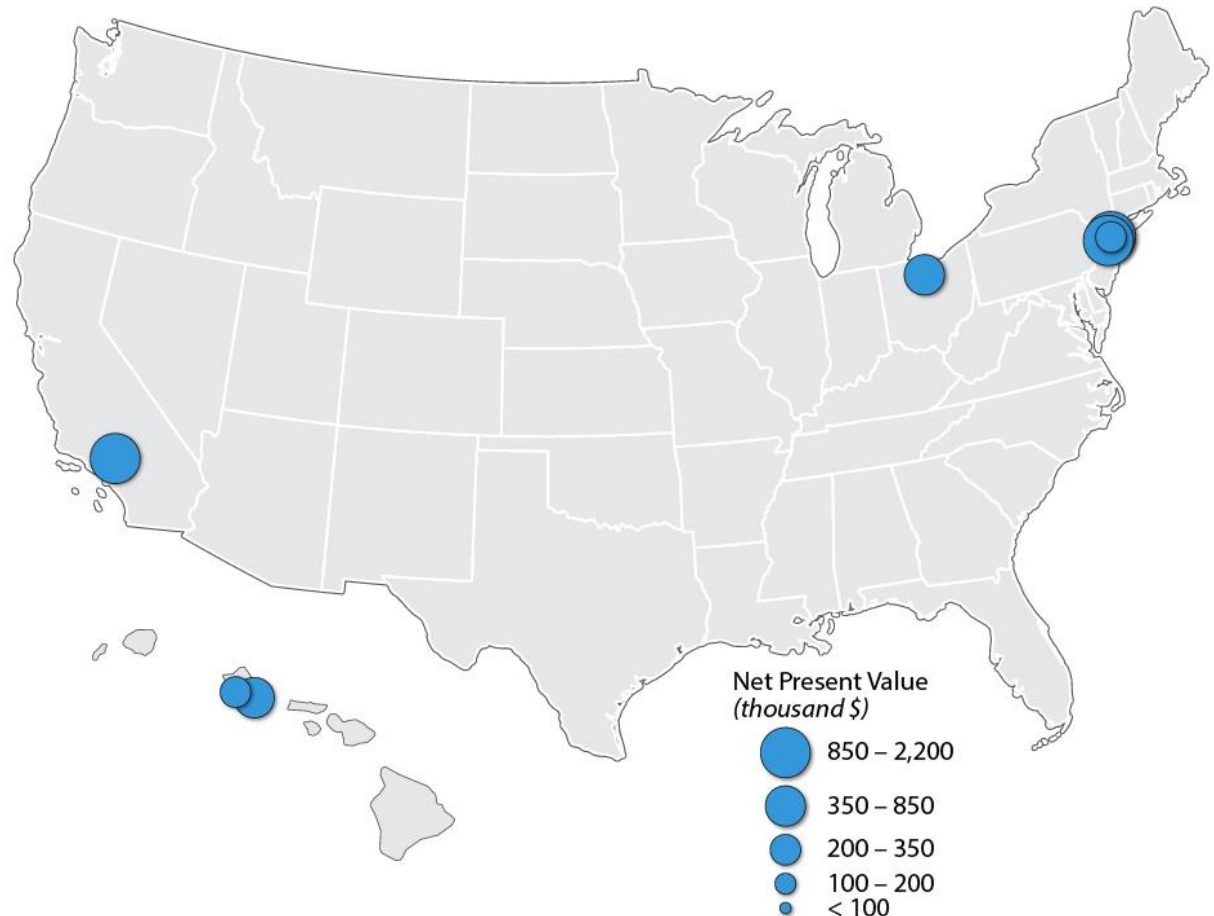 Net Present Value
(thousand $)
850 – 2,200
350 – 850
200 – 350
100 – 200
< 100